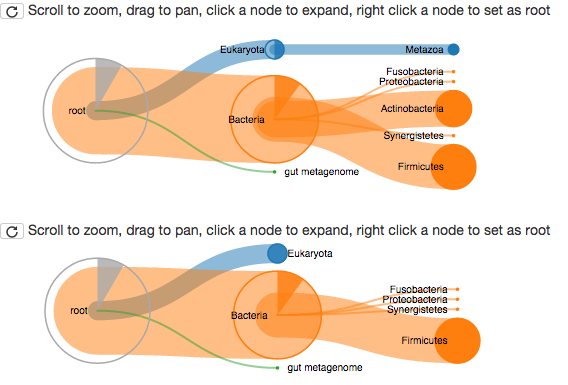 Scroll to zoom, drag to pan, click a node to expand, right click a node to set as root
Eukaryota
Metazoa
Fusobacteria
Proteobacteria
root
Actinobacteria
Bacteria
Synergistetes
Firmicutes
gut metagenome
Scroll to zoom, drag to pan, click a node to expand, right click a node to set as root
Eukaryota
Fusobacteria
Proteobacteria
Synergistetes
root
Bacteria
Firmicutes
gut metagenome